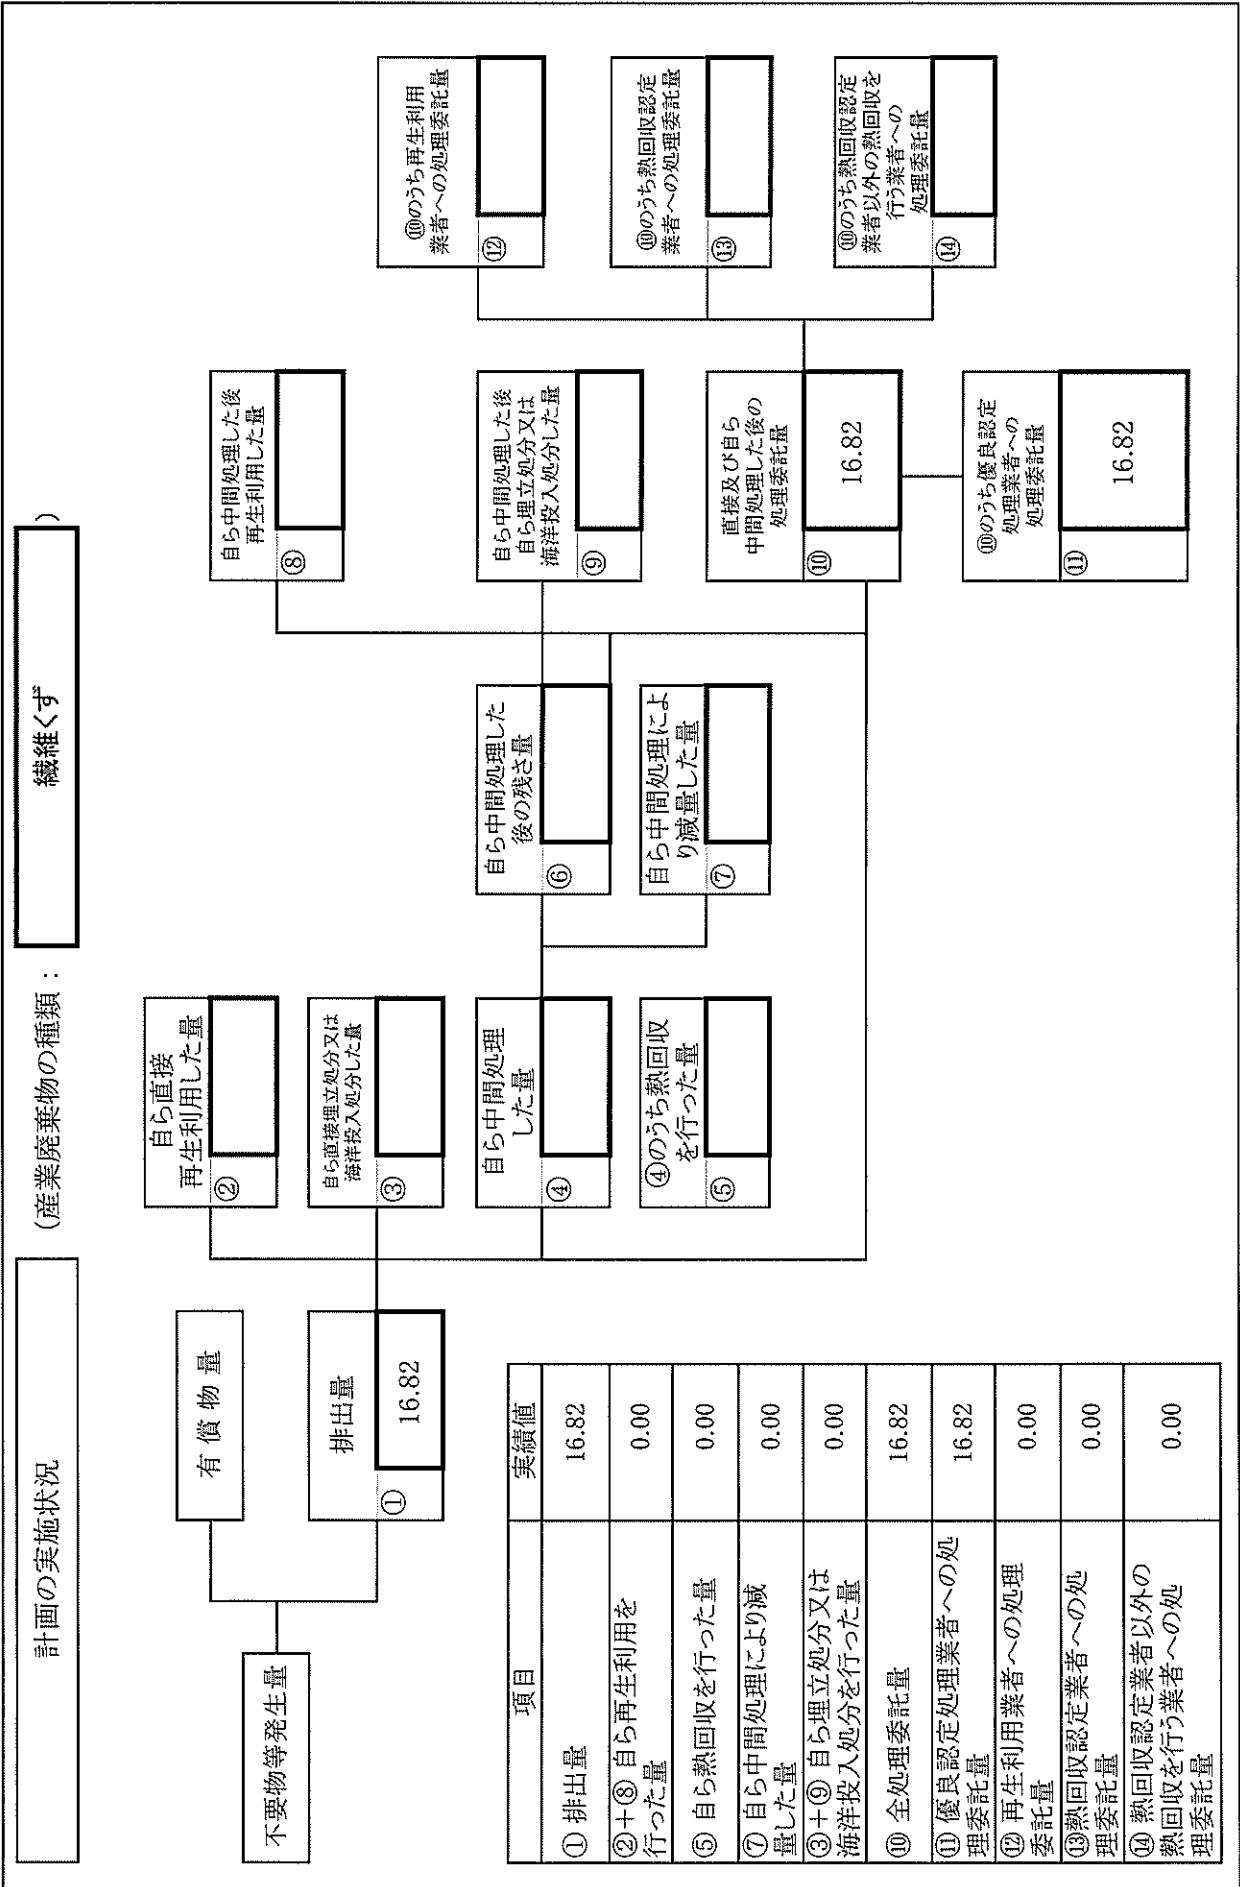 計画の実施状況
(産業廃棄物の種類:
繊維くず
)
不要物等発生量
有償物量
排出量
①
16.82
自ら直接
再生利用した量
②
自ら直接埋立処分又は
海洋投入処分した量
③
自ら中間処理
した量
④
④のうち熱回収
を行った量
⑤
自ら中間処理した
後の残さ量
⑥
自ら中間処理によ
り減量した量
⑦
自ら中間処理した後
再生利用した量
⑧
自ら中間処理した後
自ら埋立処分又は
海洋投入処分した量
⑨
直接及び自ら
中間処理した後の
処理委託量
⑩
16.82
⑩のうち優良認定
処理業者への
処理委託量
⑪
16.82
⑩のうち再生利用
業者への処理委託量
⑫
⑩のうち熱回収認定
業者への処理委託量
⑬
⑩のうち熱回収認定
業者以外の熱回収を
行う業者への
処理委託量
⑭
項目
実績値
①排出量
16.82
②+⑧自ら再生利用を
行った量
0.00
⑤自ら熱回収を行った量
0.00
⑦自ら中間処理により減
量した量
0.00
③+⑨自ら埋立処分又は
海洋投入処分を行った量
0.00
⑩全処理委託量
16.82
⑪優良認定処理業者への処
理委託量
16.82
⑫再生利用業者への処理
委託量
0.00
⑬熱回収認定業者への処
理委託量
0.00
⑭熱回収認定業者以外の
熱回収を行う業者への処
理委託量
0.00